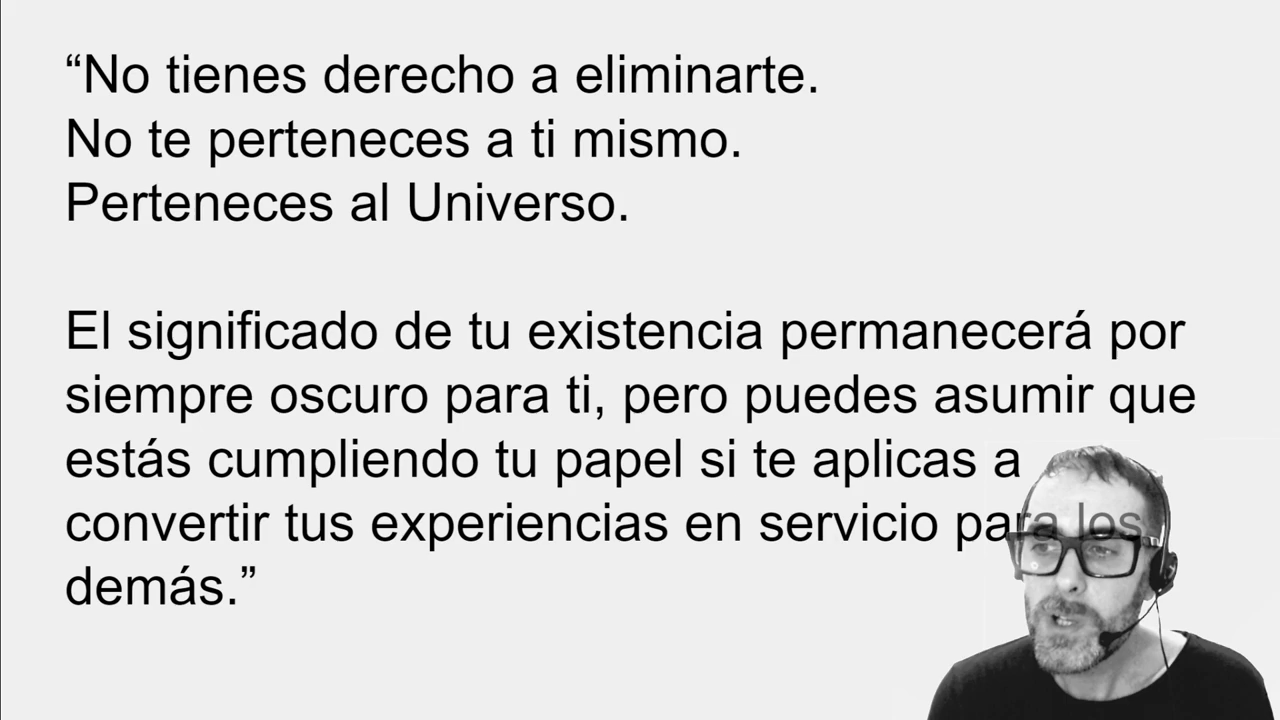 “No tienes derecho a eliminarte.
No te perteneces a ti mismo.
Perteneces al Universo.
El significado de tu existencia permanecerá por
siempre oscuro para ti, pero puedes asumir que
estás cumpliendo tu papel si te aplicas a
convertir tus experiencias en servicio para los
demás.”